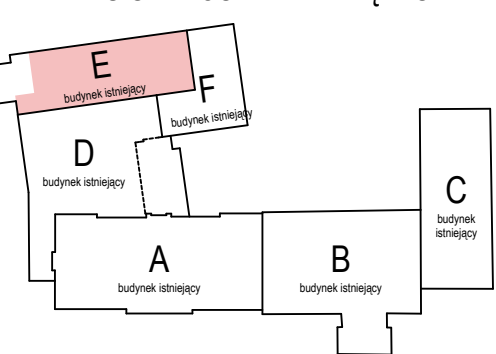 E
budynek istniejący
F
budynek istniejący
D
budynek istniejący
C
budynek
istniejący
A
budynek istniejący
B
budynek istniejący